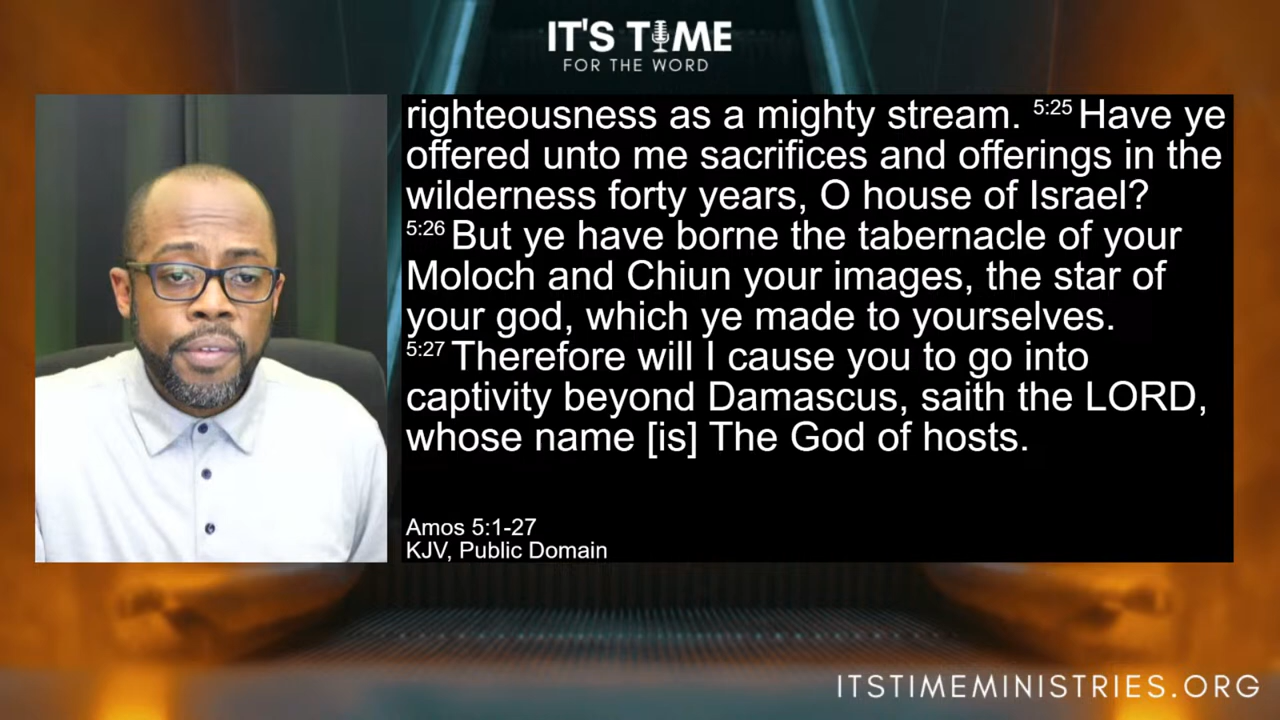 IT'S TIME
FOR THE WORD
righteousness as a mighty stream. 5:25 Have ye
offered unto me sacrifices and offerings in the
wilderness forty years, O house of Israel?
5:26 But ye have borne the tabernacle of your
Moloch and Chiun your images, the star of
your god, which ye made to yourselves.
5:27 Therefore will I cause you to go into
captivity beyond Damascus, saith the LORD,
whose name [is] The God of hosts.
Amos 5:1-27
KJV, Public Domain
ITSTIMEMINISTRIES.ORG